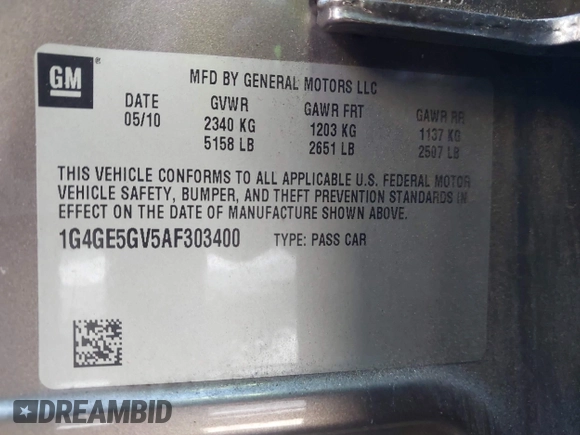 GM ®
MFD BY GENERAL MOTORS LLC
DATE GVWR GAWR FRT GAWR RR
05/10 2340 KG 1203 KG 1137 KG
5158 LB 2651 LB 2507 LB
THIS VEHICLE CONFORMS TO ALL APPLICABLE U.S. FEDERAL MOTOR
VEHICLE SAFETY, BUMPER, AND THEFT PREVENTION STANDARDS IN
EFFECT ON THE DATE OF MANUFACTURE SHOWN ABOVE.
1G4GE5GV5AF303400 TYPE: PASS CAR
DREAMBID